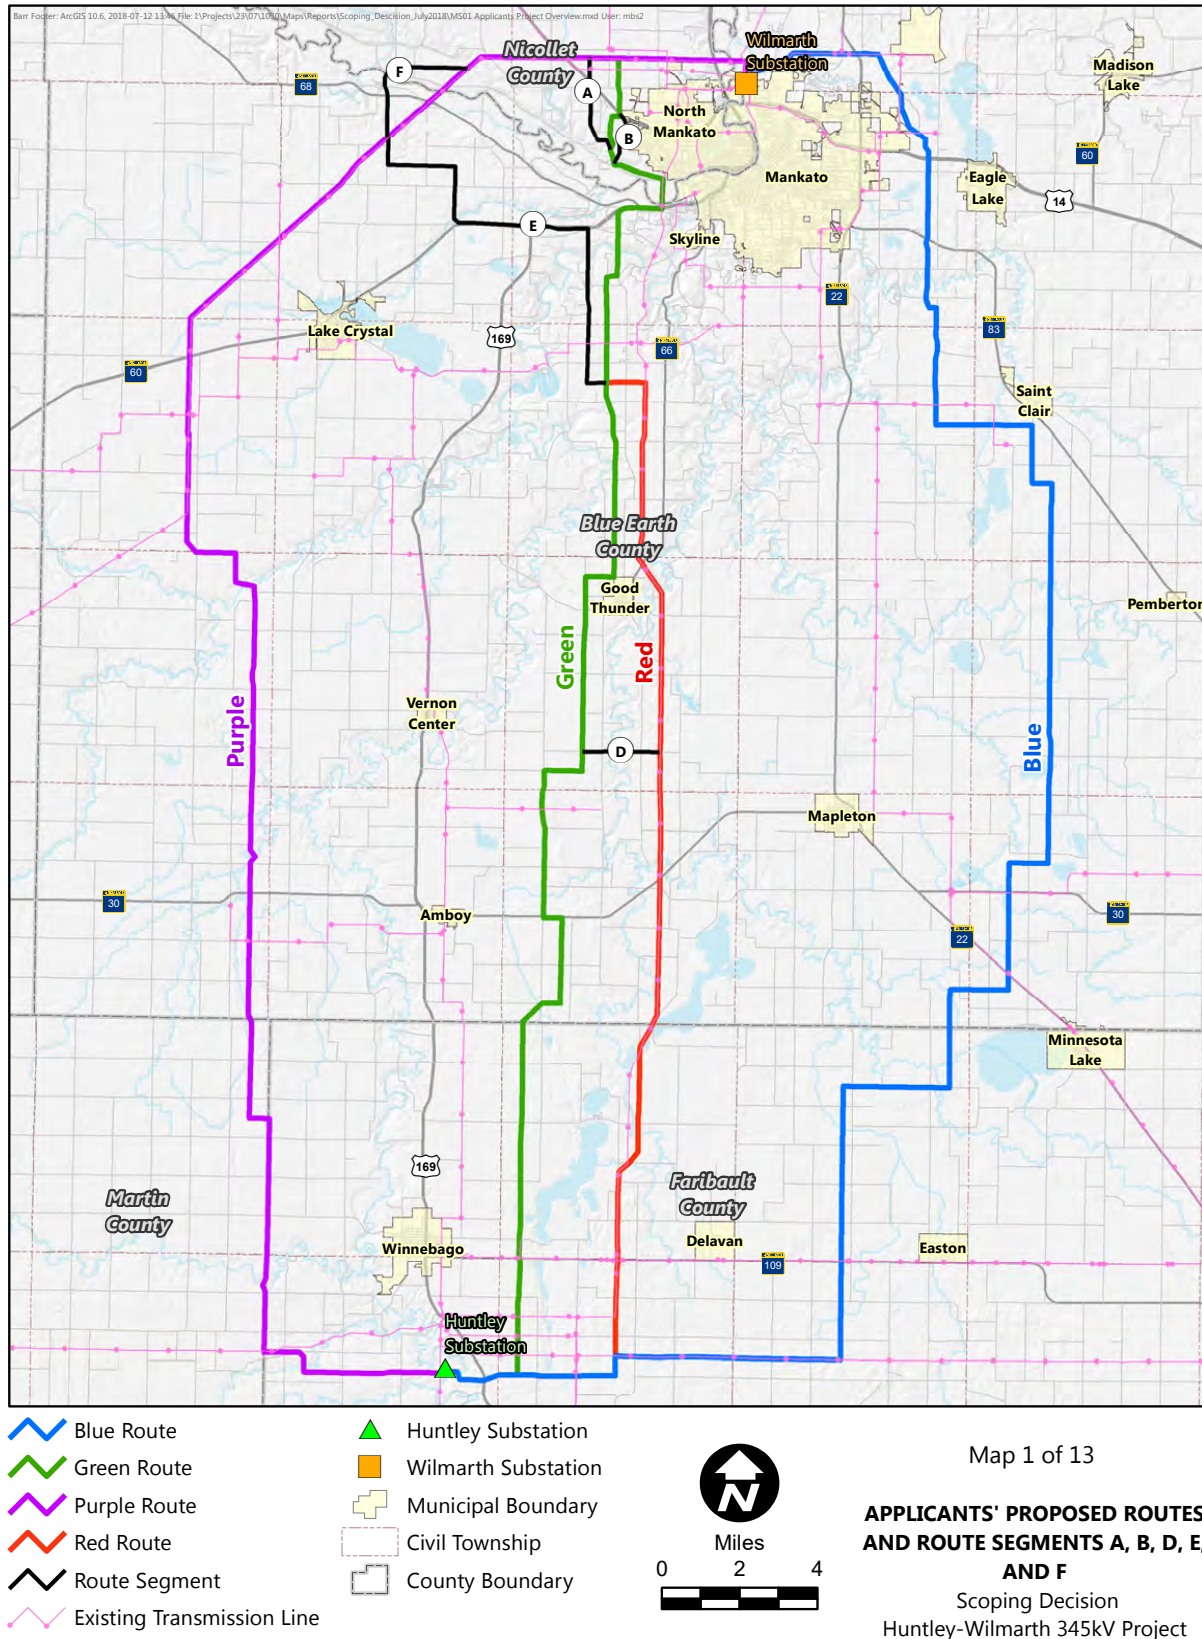 Barr Footer: ArcGIS 10.6, 2018-07-12 13:46 File: I:\Projects\23\07\1050\Maps\Reports\Scoping_Descision_July2018\MS01 Applicants Project Overview.mxd User: mbs2
Wilmarth
Substation
Nicollet
County
Madison
Lake
F
68
A
North
Mankato
B
60
Mankato
Eagle
Lake
14
E
Skyline
22
Lake Crystal
169
66
83
60
Saint
Clair
Blue Earth
County
Good
Thunder
Pemberton
Green
Red
Purple
Vernon
Center
Blue
D
Mapleton
30
Amboy
30
22
Minnesota
Lake
169
Martin
County
Faribault
County
Winnebago
Delavan
Easton
109
Huntley
Substation
Blue Route
Green Route
Purple Route
Red Route
Route Segment
Existing Transmission Line
Huntley Substation
Wilmarth Substation
Municipal Boundary
Civil Township
County Boundary
N
Miles
0 2 4
Map 1 of 13
APPLICANTS' PROPOSED ROUTES
AND ROUTE SEGMENTS A, B, D, E,
AND F
Scoping Decision
Huntley-Wilmarth 345kV Project